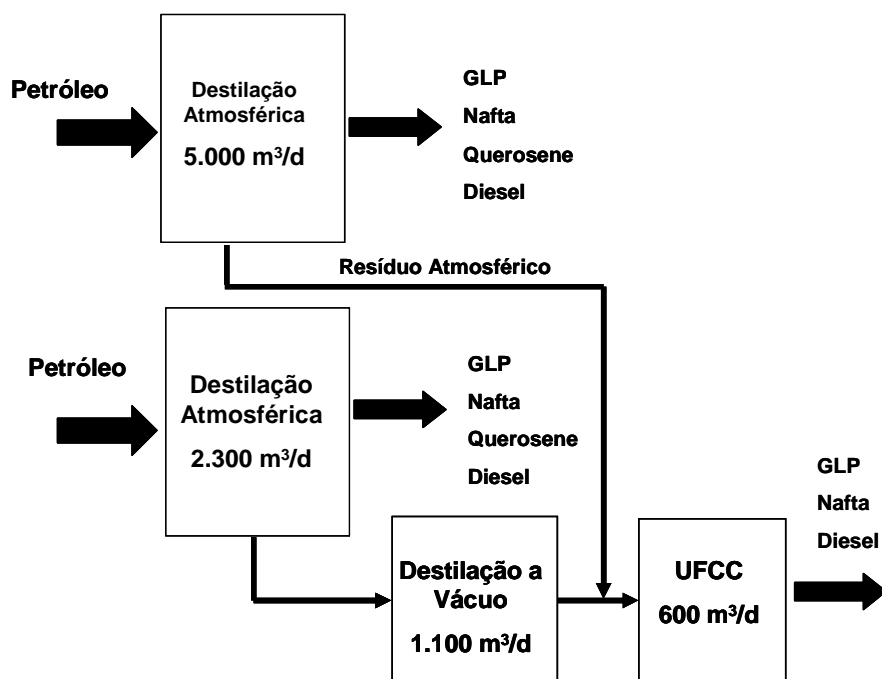 Petróleo
Destilação
Atmosférica
5.000 m³/d
GLP
Nafta
Querosene
Diesel
Resíduo Atmosférico
Petróleo
Destilação
Atmosférica
2.300 m³/d
GLP
Nafta
Querosene
Diesel
Destilação a
Vácuo
1.100 m³/d
UFCC
600 m³/d
GLP
Nafta
Diesel